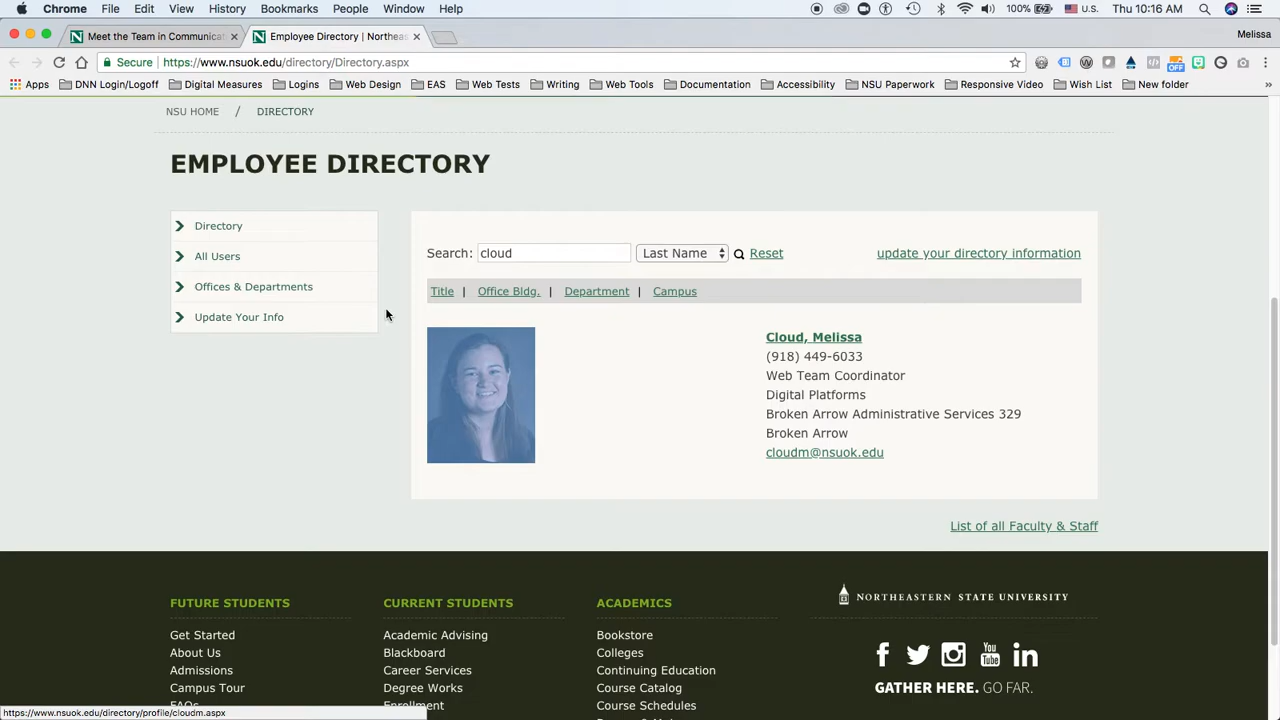 Chrome File Edit View History Bookmarks People Window Help 100% U.S. Thu 10:16 AM
Meet the Team in Communicat Employee Directory | Northeas Melissa
Secure https://www.nsuok.edu/directory/Directory.aspx
Apps DNN Login/Logoff Digital Measures Logins Web Design EAS Web Tests Writing Web Tools Documentation Accessibility NSU Paperwork Responsive Video Wish List New folder »
NSU HOME / DIRECTORY
EMPLOYEE DIRECTORY
Directory
All Users
Offices & Departments
Update Your Info
Search: cloud Last Name Reset update your directory information
Title | Office Bldg. | Department | Campus
Cloud, Melissa
(918) 449-6033
Web Team Coordinator
Digital Platforms
Broken Arrow Administrative Services 329
Broken Arrow
cloudm@nsuok.edu
List of all Faculty & Staff
FUTURE STUDENTS
Get Started
About Us
Admissions
Campus Tour
FAQs
CURRENT STUDENTS
Academic Advising
Blackboard
Career Services
Degree Works
Enrollment
ACADEMICS
Bookstore
Colleges
Continuing Education
Course Catalog
Course Schedules
NORTHEASTERN STATE UNIVERSITY
You Tube
GATHER HERE. GO FAR.
https://www.nsuok.edu/directory/profile/cloudm.aspx